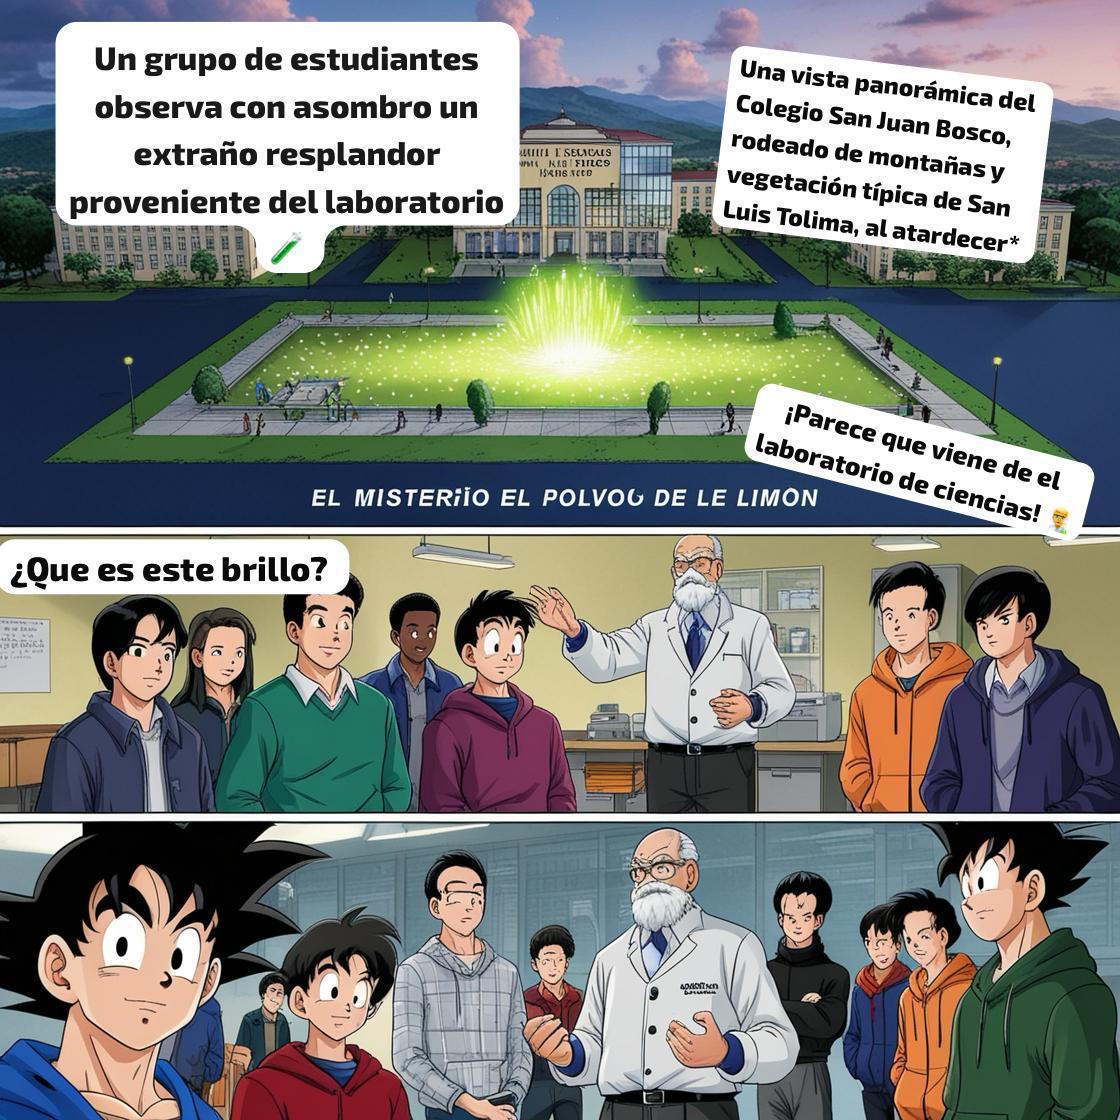 Un grupo de estudiantes
observa con asombro un
extraño resplandor
proveniente del laboratorio
Una vista panorámica del
Colegio San Juan Bosco,
rodeado de montañas y
vegetación típica de San
Luis Tolima, al atardecer*
¡Parece que viene de el
laboratorio de ciencias!
EL MISTERIÍO EL POLVOG DE LE LIMON
¿Que es este brillo?